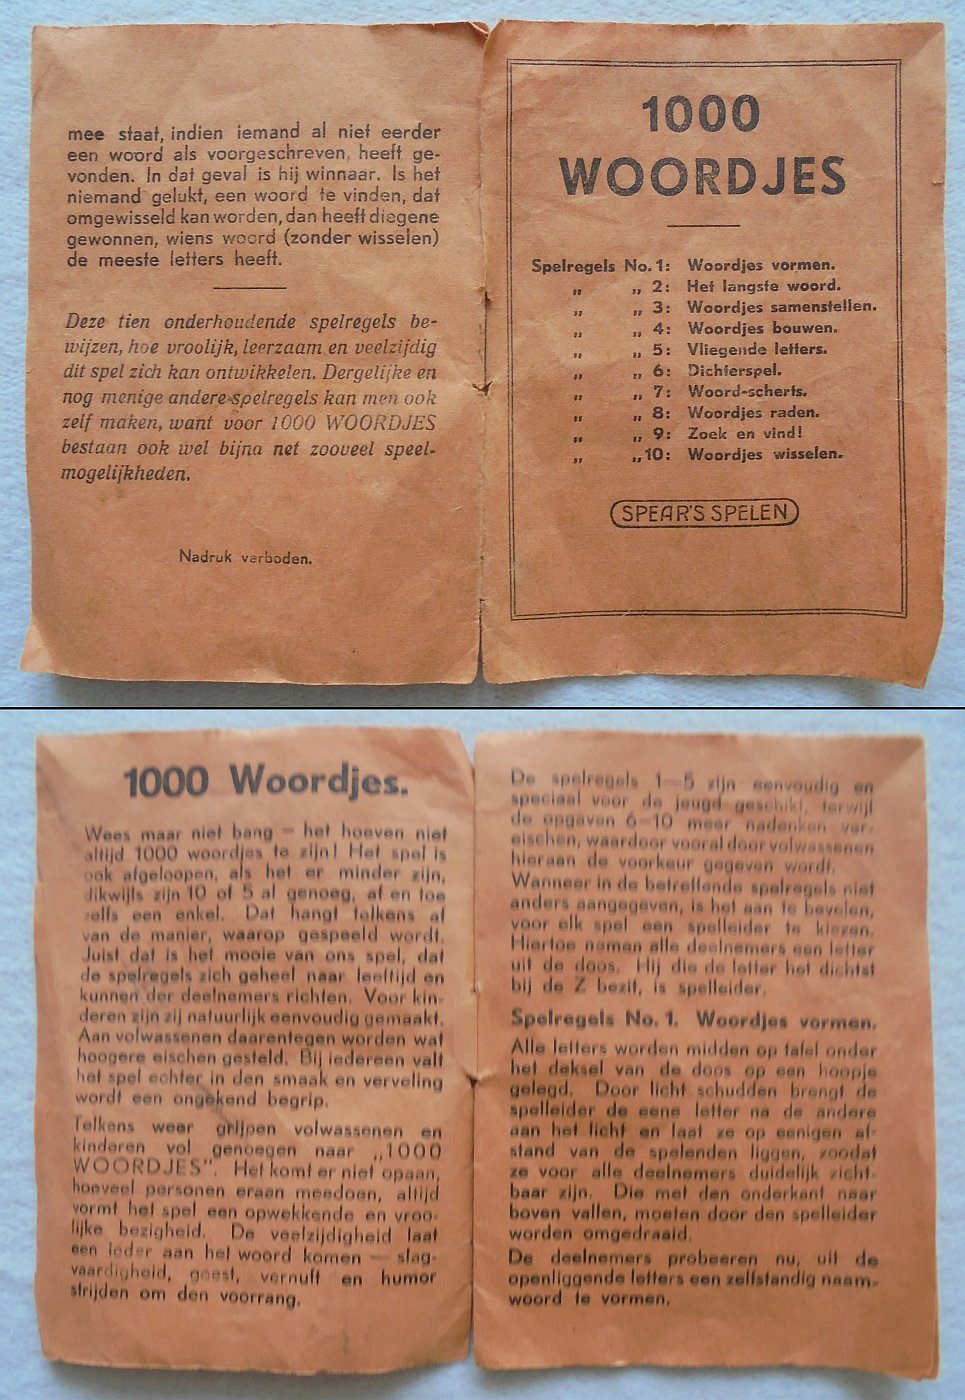 mee staat, indien iemand al niet eerder
een woord als voorgeschreven, heeft ge-
vonden. In dat geval is hij winnaar. Is het
niemand gelukt, een woord te vinden, dat
omgewisseld kan worden, dan heeft diegene
gewonnen, wiens woord (zonder wisselen)
de meeste letters heeft.
Deze tien onderhoudende spelregels be-
wijzen, hoe vroolijk, leerzaam en veelzijdig
dit spel zich kan ontwikkelen. Dergelijke en
nog menige andere spelregels kan men ook
zelf maken, want voor 1000 WOORDJES
bestaan ook wel bijna net zooveel speel-
mogelijkheden.
Nadruk verboden.
1000
WOORDJES
Spelregels No. 1: Woordjes vormen.
„ „ 2: Het langste woord.
„ „ 3: Woordjes samenstellen.
„ „ 4: Woordjes bouwen.
„ „ 5: Vliegende letters.
„ „ 6: Dichterspel.
„ „ 7: Woord-scherts.
„ „ 8: Woordjes raden.
„ „ 9: Zoek en vind!
„ „ 10: Woordjes wisselen.
SPEAR'S SPELEN
1000 Woordjes.
Wees maar niet bang – het hoeven niet
altijd 1000 woordjes te zijn! Het spel is
ook afgeloopen, als het er minder zijn,
dikwijls zijn 10 of 5 al genoeg, af en toe
zelfs een enkel. Dat hangt telkens af
van de manier, waarop gespeeld wordt.
Juist dat is het mooie van ons spel, dat
de spelregels zich geheel naar leeftijd en
kunnen der deelnemers richten. Voor kin-
deren zijn zij natuurlijk eenvoudig gemaakt.
Aan volwassenen daarentegen worden wat
hoogere eischen gesteld. Bij iedereen valt
het spel echter in den smaak en verveling
wordt een ongekend begrip.
Telkens weer grijpen volwassenen en
kinderen vol genoegen naar „1000
WOORDJES". Het komt er niet opaan,
hoeveel personen eraan meedoen, altijd
vormt het spel een opwekkende en vroo-
lijke bezigheid. De veelzijdigheid laat
een ieder aan het woord komen — slag-
vaardigheid, geest, vernuft en humor
strijden om den voorrang.
De spelregels 1—5 zijn eenvoudig en
speciaal voor de jeugd geschikt, terwijl
de opgaven 6—10 meer nadenken ver-
eischen, waardoor vooral door volwassenen
hieraan de voorkeur gegeven wordt.
Wanneer in de betreffende spelregels niet
anders aangegeven, is het aan te bevelen,
voor elk spel een spelleider te kiezen.
Hiertoe nemen alle deelnemers een letter
uit de doos. Hij die de letter het dichtst
bij de Z bezit, is spelleider.
Spelregels No. 1. Woordjes vormen.
Alle letters worden midden op tafel onder
het deksel van de doos op een hoopje
gelegd. Door licht schudden brengt de
spelleider de eene letter na de andere
aan het licht en laat ze op eenigen af-
stand van de spelenden liggen, zoodat
ze voor alle deelnemers duidelijk zicht-
baar zijn. Die met den onderkant naar
boven vallen, moeten door den spelleider
worden omgedraaid.
De deelnemers probeeren nu, uit de
openliggende letters een zelfstandig naam-
woord te vormen.